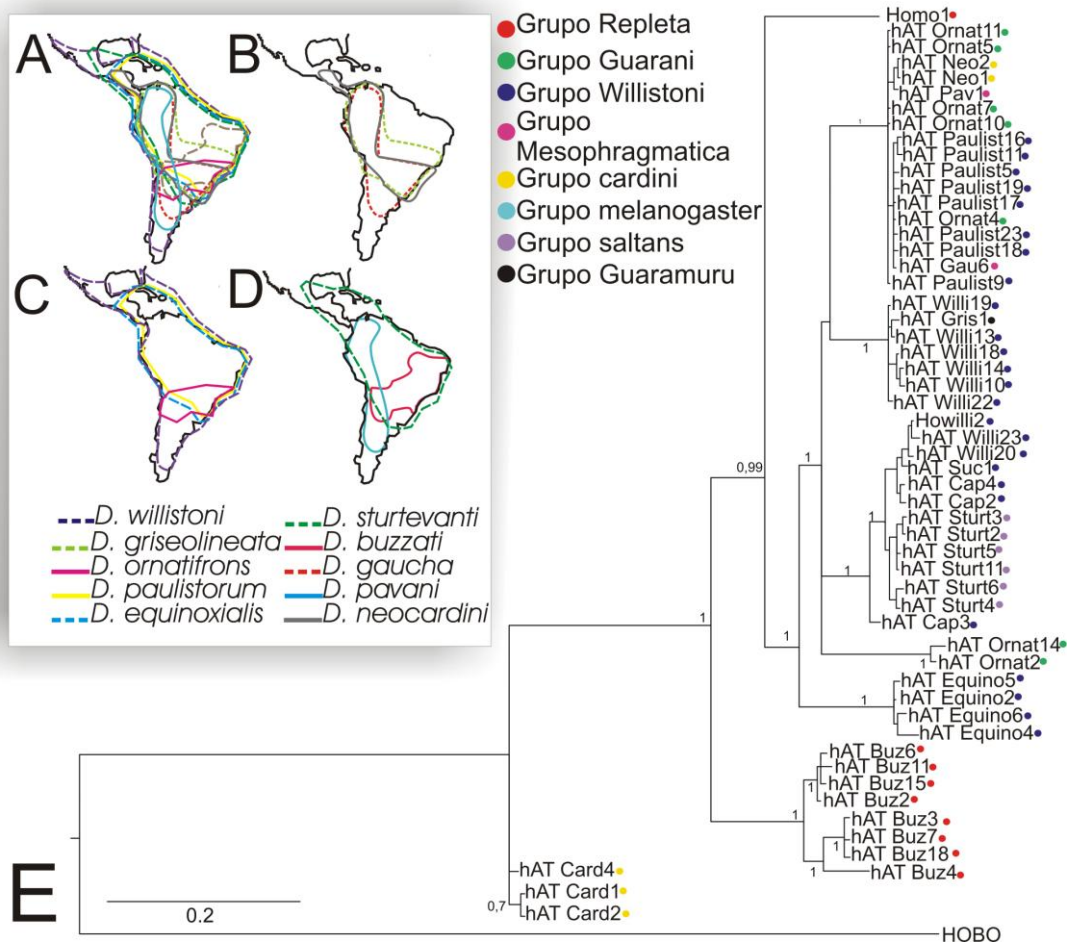 A
B
C
D
D. willistoni
D. griseolineata
D. ornatifrons
D. paulistorum
D. equinoxialis
D. sturtevanti
D. buzzati
D. gaucha
D. pavani
D. neocardini
Grupo Repleta
Grupo Guarani
Grupo Willistoni
Grupo
Mesophragmatica
Grupo cardini
Grupo melanogaster
Grupo saltans
Grupo Guaramuru
Homo1
hAT Ornat11
hAT Ornat5
hAT Neo2
hAT Neo1
hAT Pav1
hAT Ornat7
hAT Ornat10
hAT Paulist16
hAT Paulist11
hAT Paulist5
hAT Paulist19
hAT Paulist17
hAT Ornat4
hAT Paulist23
hAT Paulist18
hAT Gau6
hAT Paulist9
hAT Willi19
hAT Gris1
hAT Willi13
hAT Willi18
hAT Willi14
hAT Willi10
hAT Willi22
Howilli2
hAT Willi23
hAT Willi20
hAT Suc1
hAT Cap4
hAT Cap2
hAT Sturt3
hAT Sturt2
hAT Sturt5
hAT Sturt11
hAT Sturt6
hAT Sturt4
hAT Cap3
hAT Ornat14
hAT Ornat2
hAT Equino5
hAT Equino2
hAT Equino6
hAT Equino4
hAT Buz6
hAT Buz11
hAT Buz15
hAT Buz2
hAT Buz3
hAT Buz7
hAT Buz18
hAT Buz4
hAT Card4
hAT Card1
hAT Card2
HOBO
1
1
1
0,99
1
1
1
1
1
1
1
1
1
1
1
0,7
E
0.2